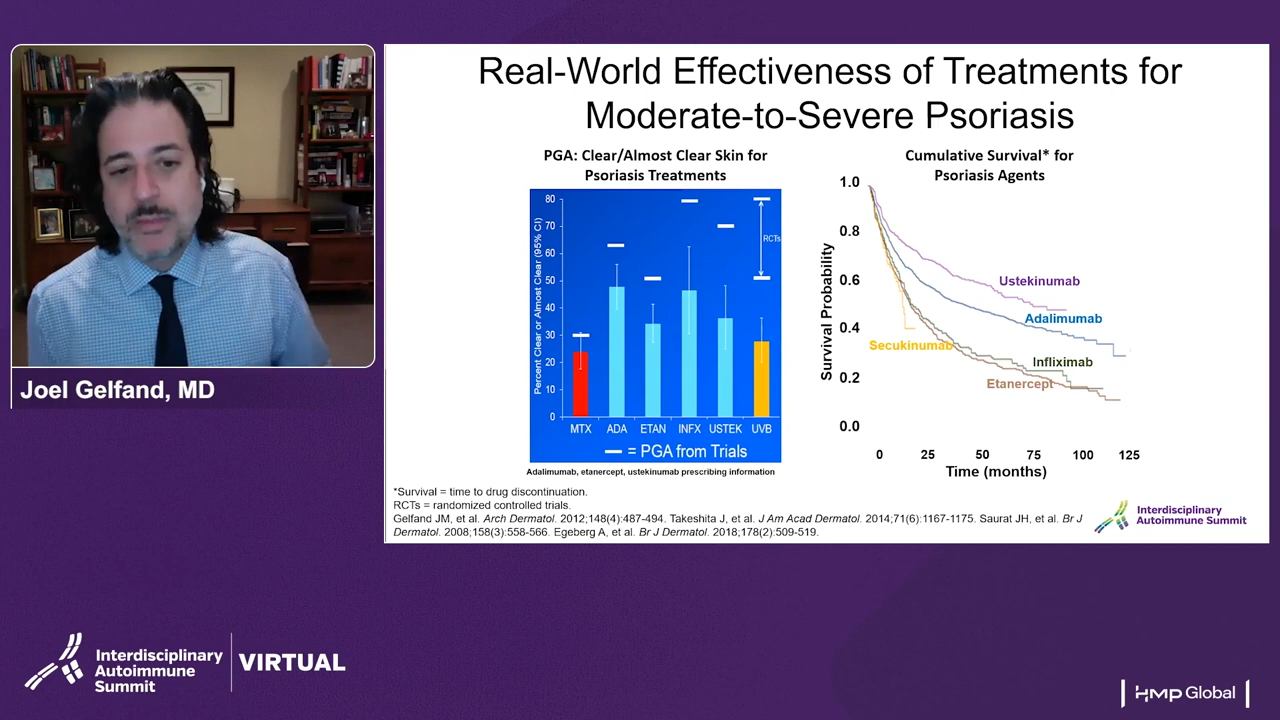 Real-World Effectiveness of Treatments for
Moderate-to-Severe Psoriasis
PGA: Clear/Almost Clear Skin for
Psoriasis Treatments
Percent Clear or Almost Clear (95% CI)
80
70
60
50
40
30
20
10
0
RCTs
MTX ADA ETAN INFX USTEK UVB
= PGA from Trials
Adalimumab, etanercept, ustekinumab prescribing information
Cumulative Survival* for
Psoriasis Agents
Survival Probability
1.0
0.8
0.6
0.4
0.2
0.0
Ustekinumab
Adalimumab
Secukinumab
Infliximab
Etanercept
0 25 50 75 100 125
Time (months)
*Survival = time to drug discontinuation.
RCTs = randomized controlled trials.
Gelfand JM, et al. Arch Dermatol. 2012;148(4):487-494. Takeshita J, et al. J Am Acad Dermatol. 2014;71(6):1167-1175. Saurat JH, et al. Br J
Dermatol. 2008;158(3):558-566. Egeberg A, et al. Br J Dermatol. 2018;178(2):509-519.
Interdisciplinary
Autoimmune Summit
Joel Gelfand, MD
Interdisciplinary
Autoimmune
Summit
VIRTUAL
HMP Global